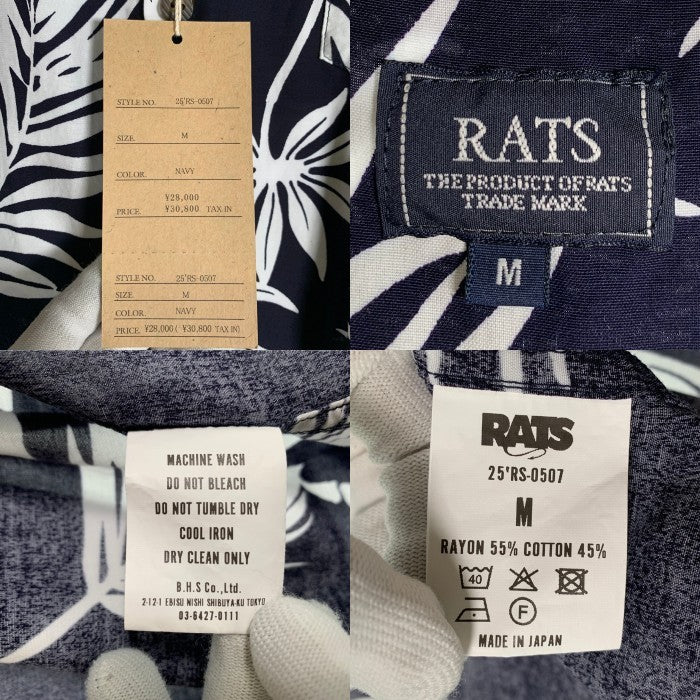 STYLE NO. 25'RS-0507
SIZE. M
COLOR. NAVY
¥28,000
PRICE. ¥30,800 TAX IN
STYLE NO. 25'RS-0507
SIZE M
COLOR. NAVY
PRICE. ¥28,000 ( ¥30,800 TAX IN)
RATS
THE PRODUCT OF RATS
TRADE MARK
M
MACHINE WASH
DO NOT BLEACH
DO NOT TUMBLE DRY
COOL IRON
DRY CLEAN ONLY
B.H.S Co., Ltd.
2-12-1 EBISU NISHI SHIBUYA-KU TOKYO
03-6427-0111
RATS
25'RS-0507
M
RAYON 55% COTTON 45%
40
F
MADE IN JAPAN